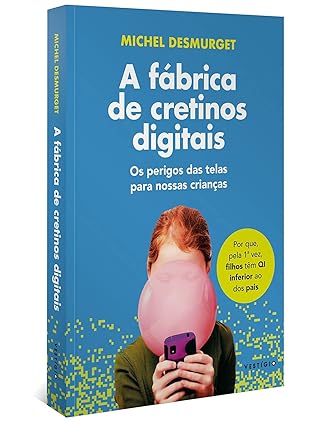 MICHEL DESMURGET
A fábrica
de cretinos
digitais
Os perigos das telas
para nossas crianças
Por que,
pela 1ª vez,
filhos têm QI
inferior ao
dos pais
VESTÍGIO
MICHEL DESMURGET
A fábrica de cretinos digitais